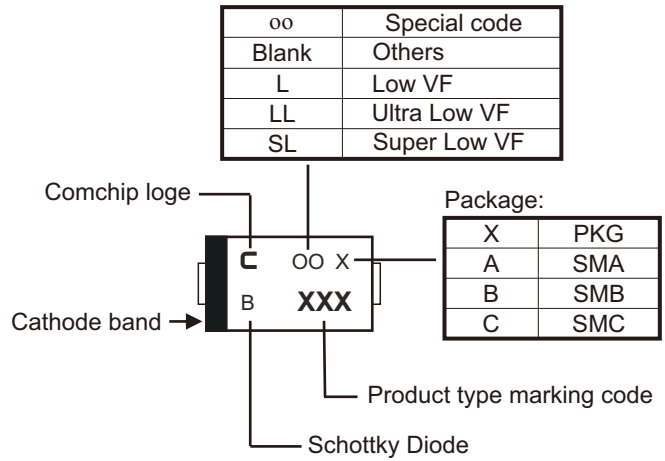 oo Special code
Blank Others
L Low VF
LL Ultra Low VF
SL Super Low VF
Comchip loge
Package:
X PKG
A SMA
B SMB
C SMC
C OO X
B XXX
Cathode band
Product type marking code
Schottky Diode